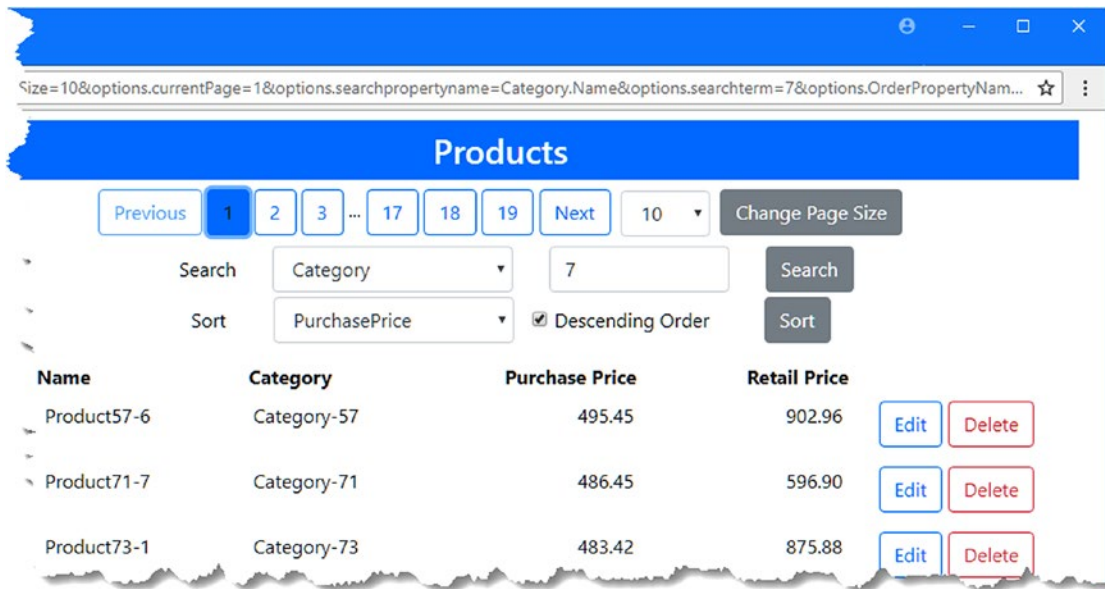 Size=10&options.currentPage=1&options.searchpropertyname=Category.Name&options.searchterm=7&options.OrderPropertyNam...
Products
Previous 1 2 3 ... 17 18 19 Next 10 Change Page Size
Search Category 7 Search
Sort PurchasePrice Descending Order Sort
Name Category Purchase Price Retail Price
Product57-6 Category-57 495.45 902.96 Edit Delete
Product71-7 Category-71 486.45 596.90 Edit Delete
Product73-1 Category-73 483.42 875.88 Edit Delete